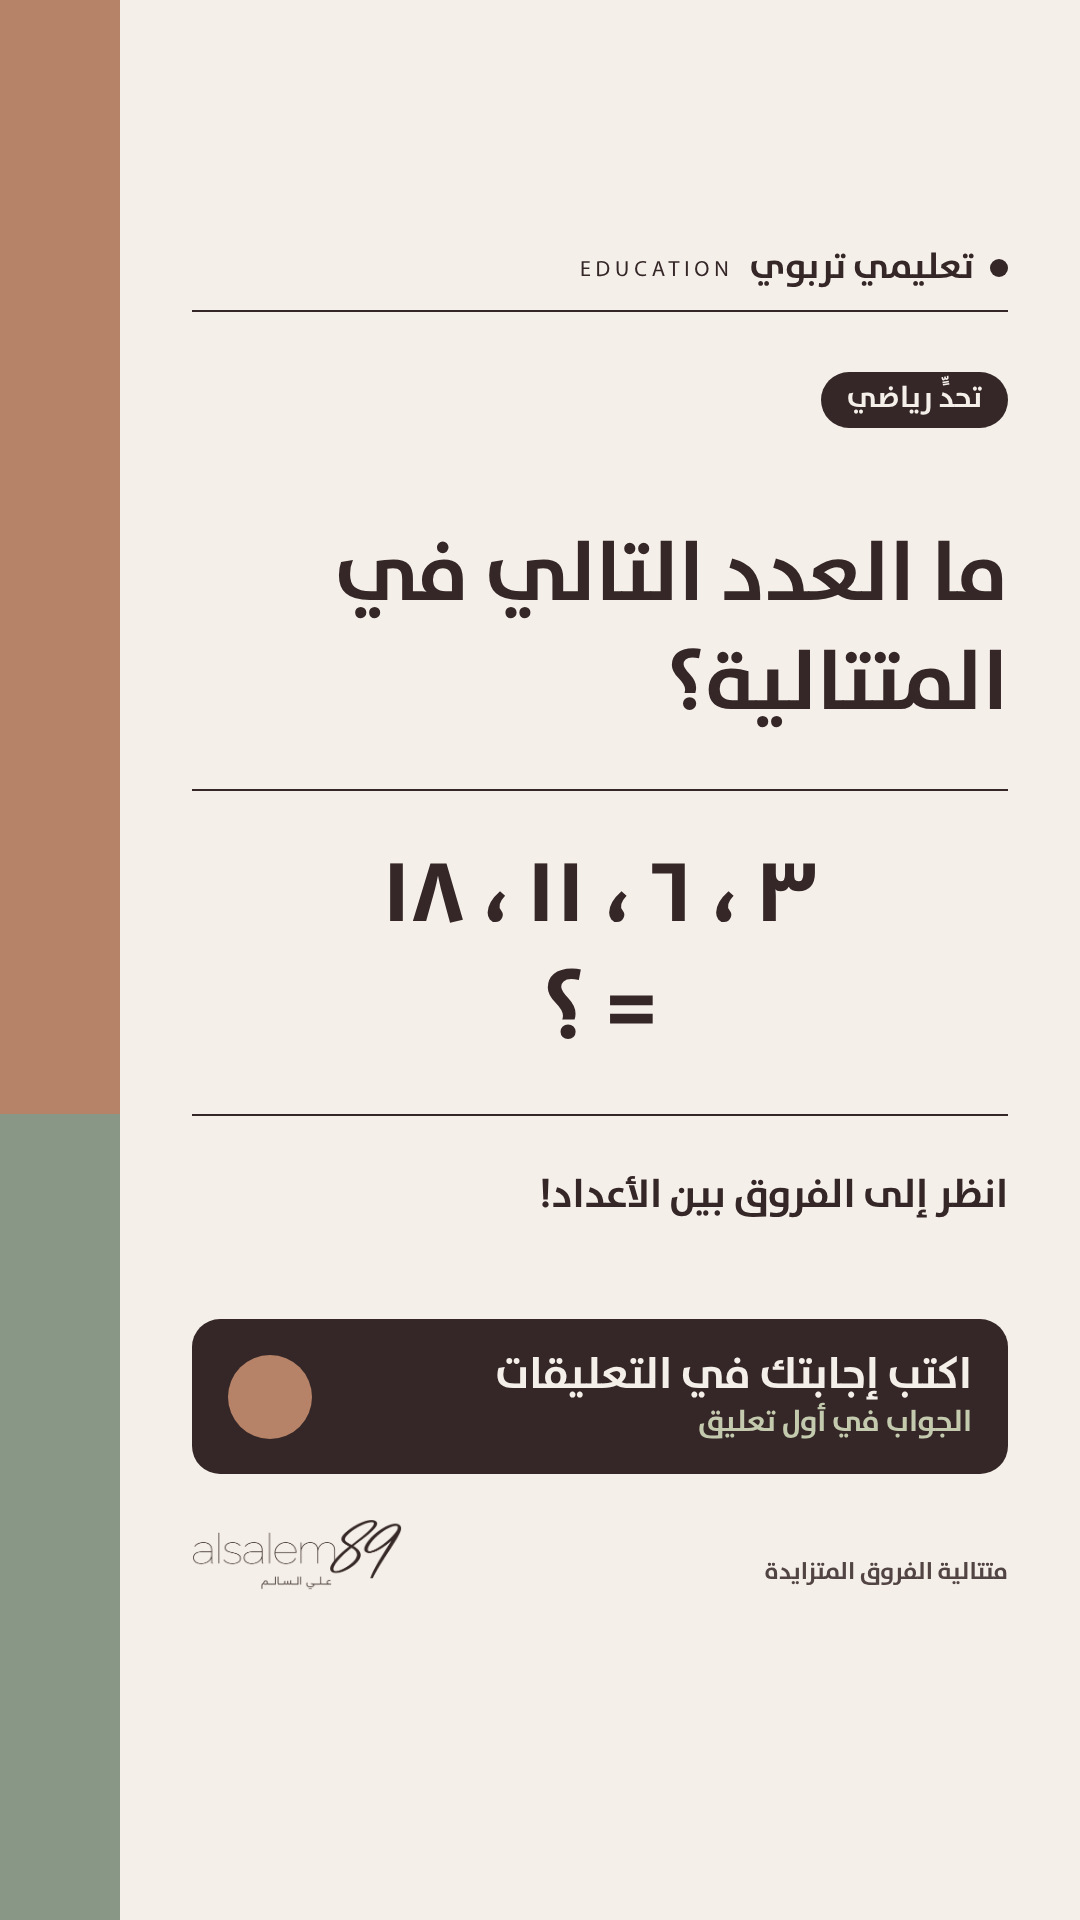 تعليمي تربوي EDUCATION
تحدٍّ رياضي
ما العدد التالي في
المتتالية؟
٣ ، ٦ ، ١١ ، ١٨
= ؟
انظر إلى الفروق بين الأعداد!
اكتب إجابتك في التعليقات
الجواب في أول تعليق
متتالية الفروق المتزايدة
alsalem89
علي السالم